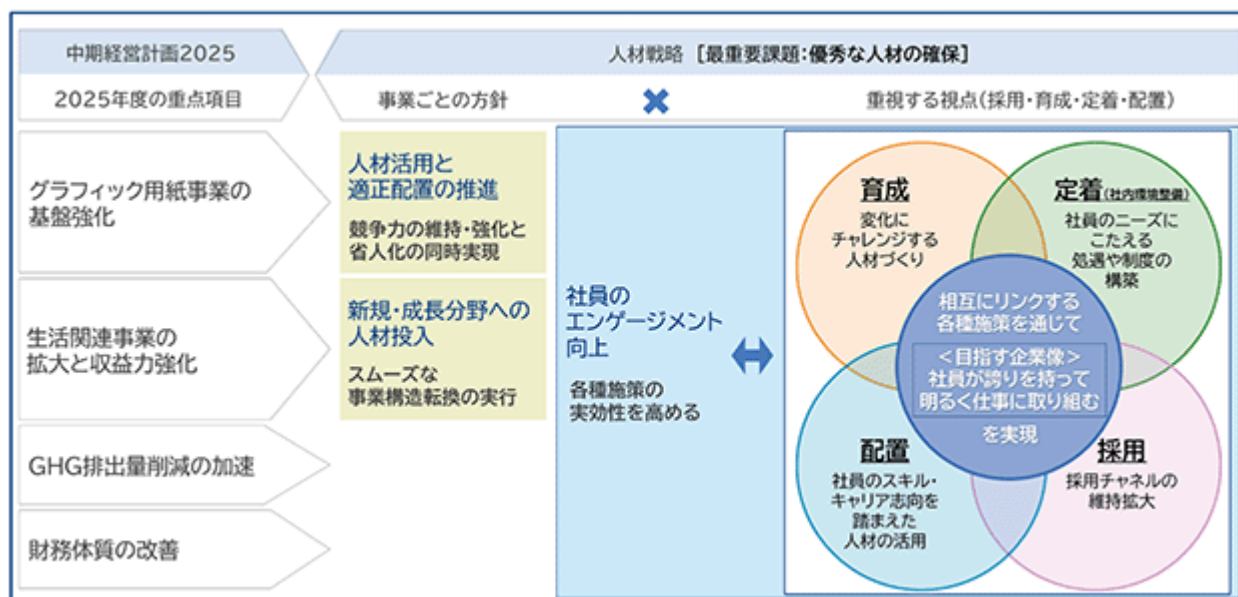 中期経営計画2025
人材戦略 [最重要課題:優秀な人材の確保]
2025年度の重点項目
事業ごとの方針
重視する視点(採用・育成・定着・配置)
グラフィック用紙事業の
基盤強化
人材活用と
適正配置の推進
競争力の維持・強化と
省人化の同時実現
生活関連事業の
拡大と収益力強化
新規・成長分野への
人材投入
スムーズな
事業構造転換の実行
GHG排出量削減の加速
財務体質の改善
社員の
エンゲージメント
向上
各種施策の
実効性を高める
育成
変化に
チャレンジする
人材づくり
定着(社内環境整備)
社員のニーズに
こたえる
処遇や制度の
構築
相互にリンクする
各種施策を通じて
<目指す企業像>
社員が誇りを持って
明るく仕事に取り組む
を実現
配置
社員のスキル・
キャリア志向を
踏まえた
人材の活用
採用
採用チャネルの
維持拡大